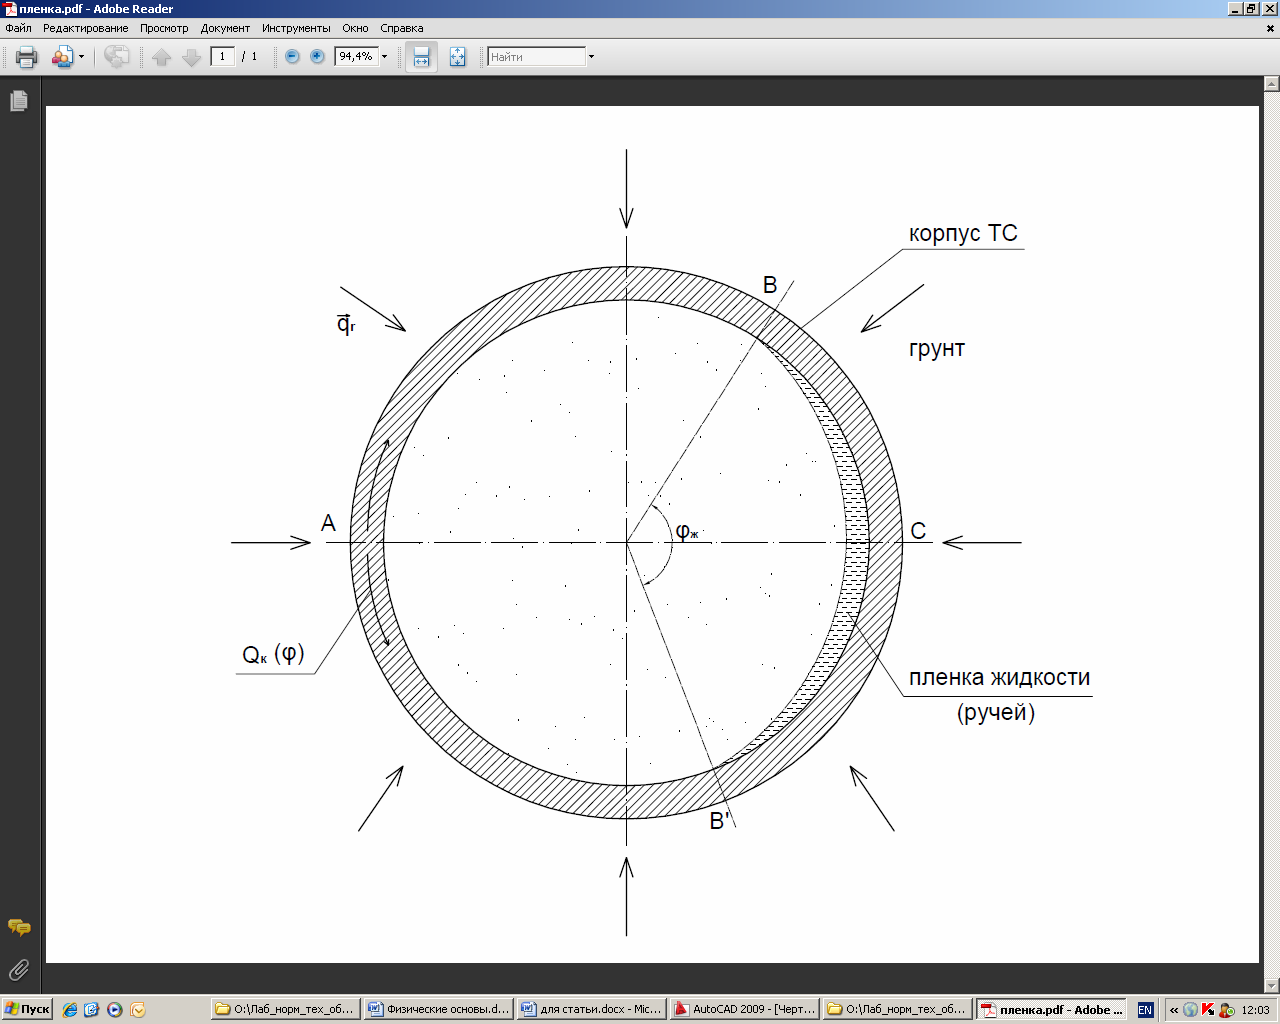 пленка.pdf - Adobe Reader
Файл Редактирование Просмотр Документ Инструменты Окно Справка
1 / 1 94,4% Найти
корпус ТС
B
q⃗r
грунт
A
φж
C
Qк (φ)
пленка жидкости
(ручей)
B'
Пуск
O:\Лаб_норм_тех_об...
Физические основы.d...
для статьи.docx - Mic...
AutoCAD 2009 - [Черт...
O:\Лаб_норм_тех_об...
пленка.pdf - Adobe ...
EN
12:03